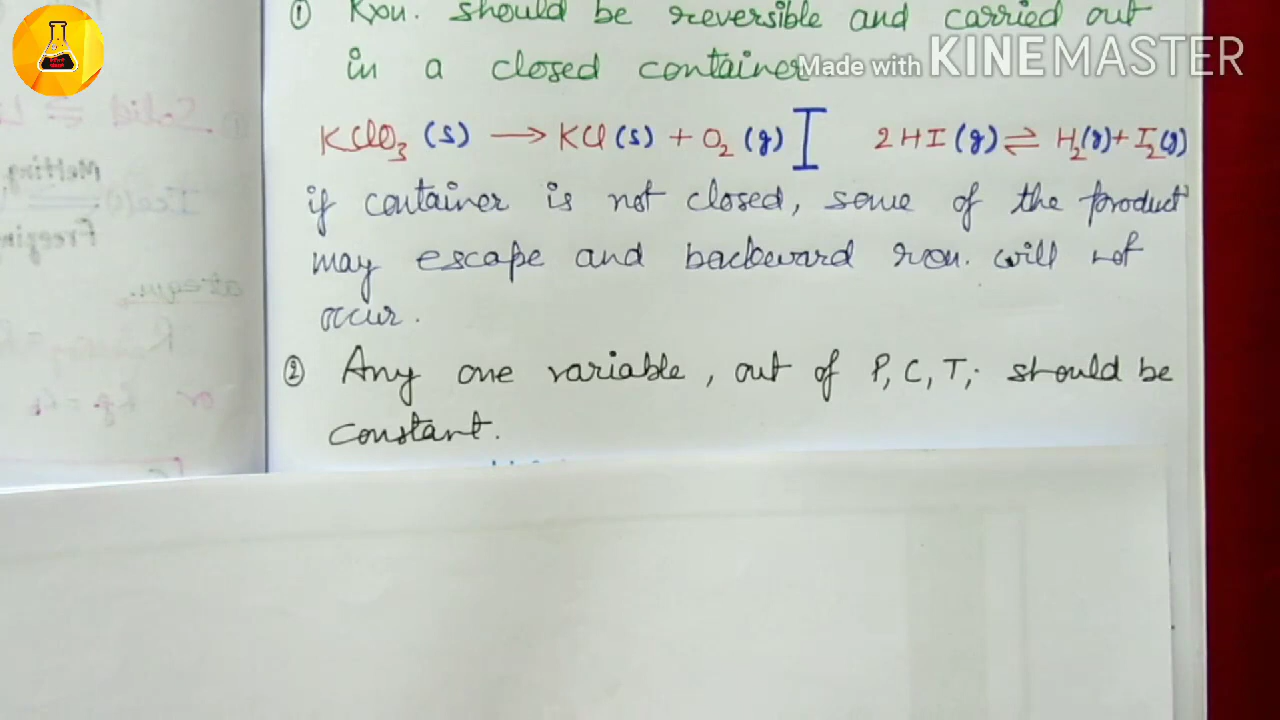 ① Rxn. should be reversible and carried out
in a closed container
Made with KINEMASTER
KClO3 (s) → KCl (s) + O2 (g) 2HI (g) ⇌ H2(g) + I2(g)
if container is not closed, some of the product
may escape and backward rxn. will not
occur.
② Any one variable, out of P, C, T, should be
constant.